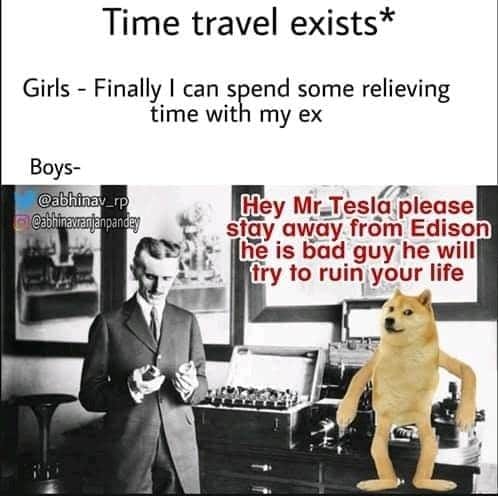 Time travel exists*
Girls - Finally I can spend some relieving
time with my ex
Boys-
@abhinav_rp
@abhinavranjanpandey
Hey Mr Tesla please
stay away from Edison
he is bad guy he will
try to ruin your life